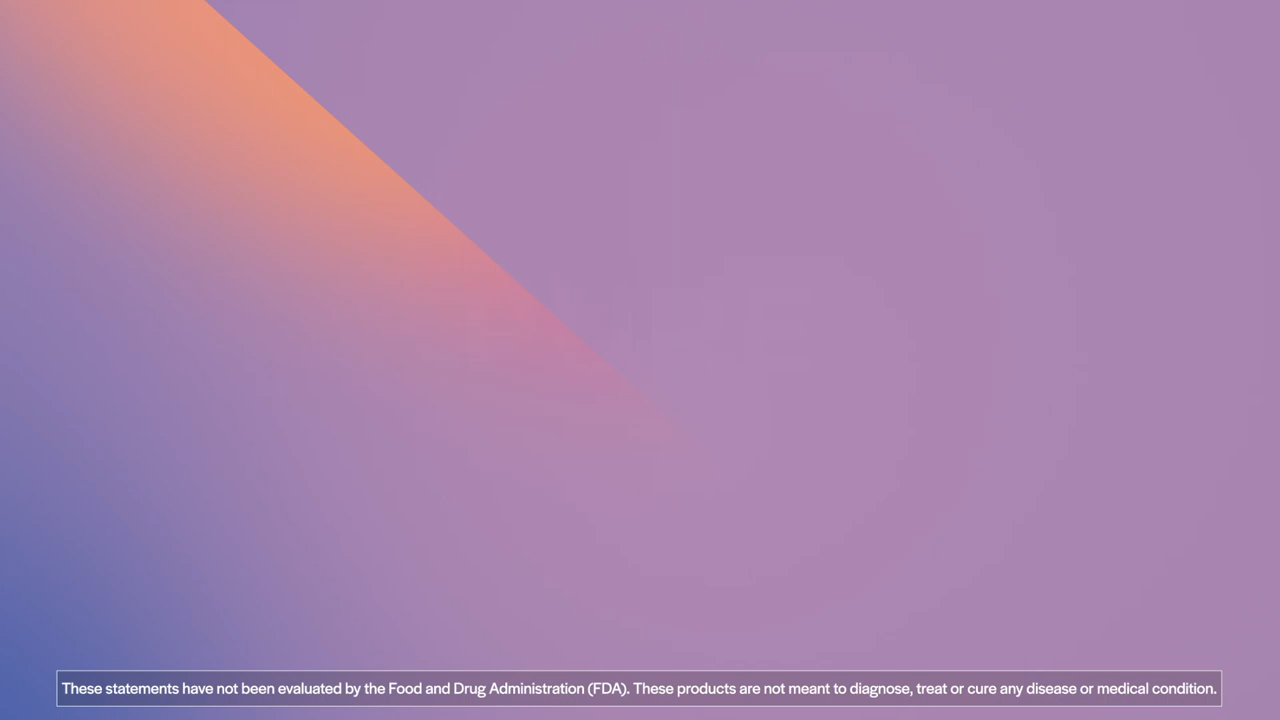 These statements have not been evaluated by the Food and Drug Administration (FDA). These products are not meant to diagnose, treat or cure any disease or medical condition.